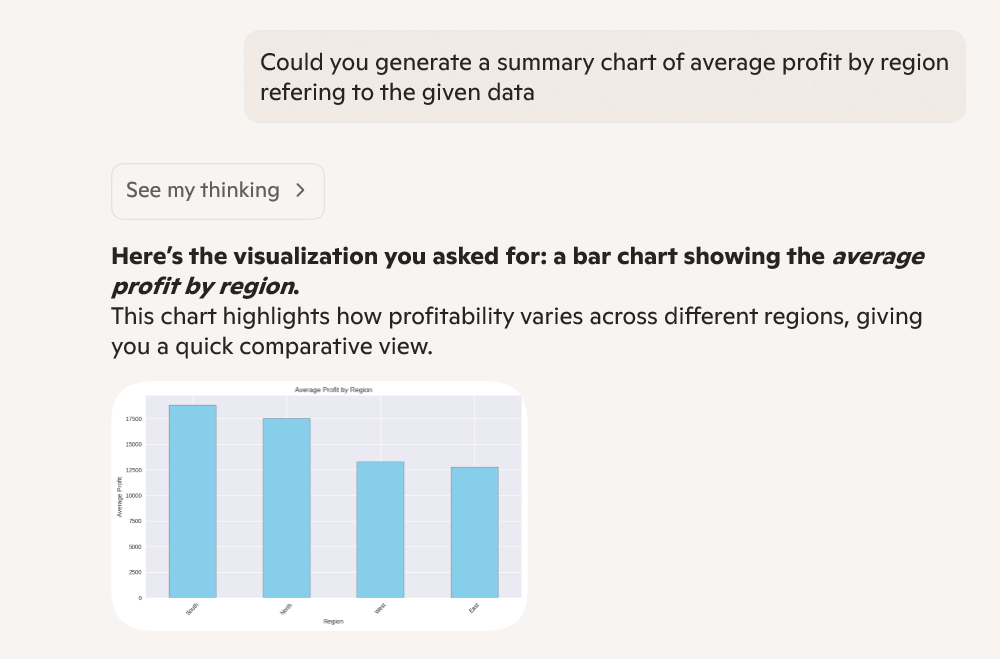 Could you generate a summary chart of average profit by region
refering to the given data
See my thinking
Here's the visualization you asked for: a bar chart showing the average
profit by region.
This chart highlights how profitability varies across different regions, giving
you a quick comparative view.
Average Profit by Region
17500
15000
12500
10000
7500
5000
2500
0
Average Profit
South
North
West
East
Region